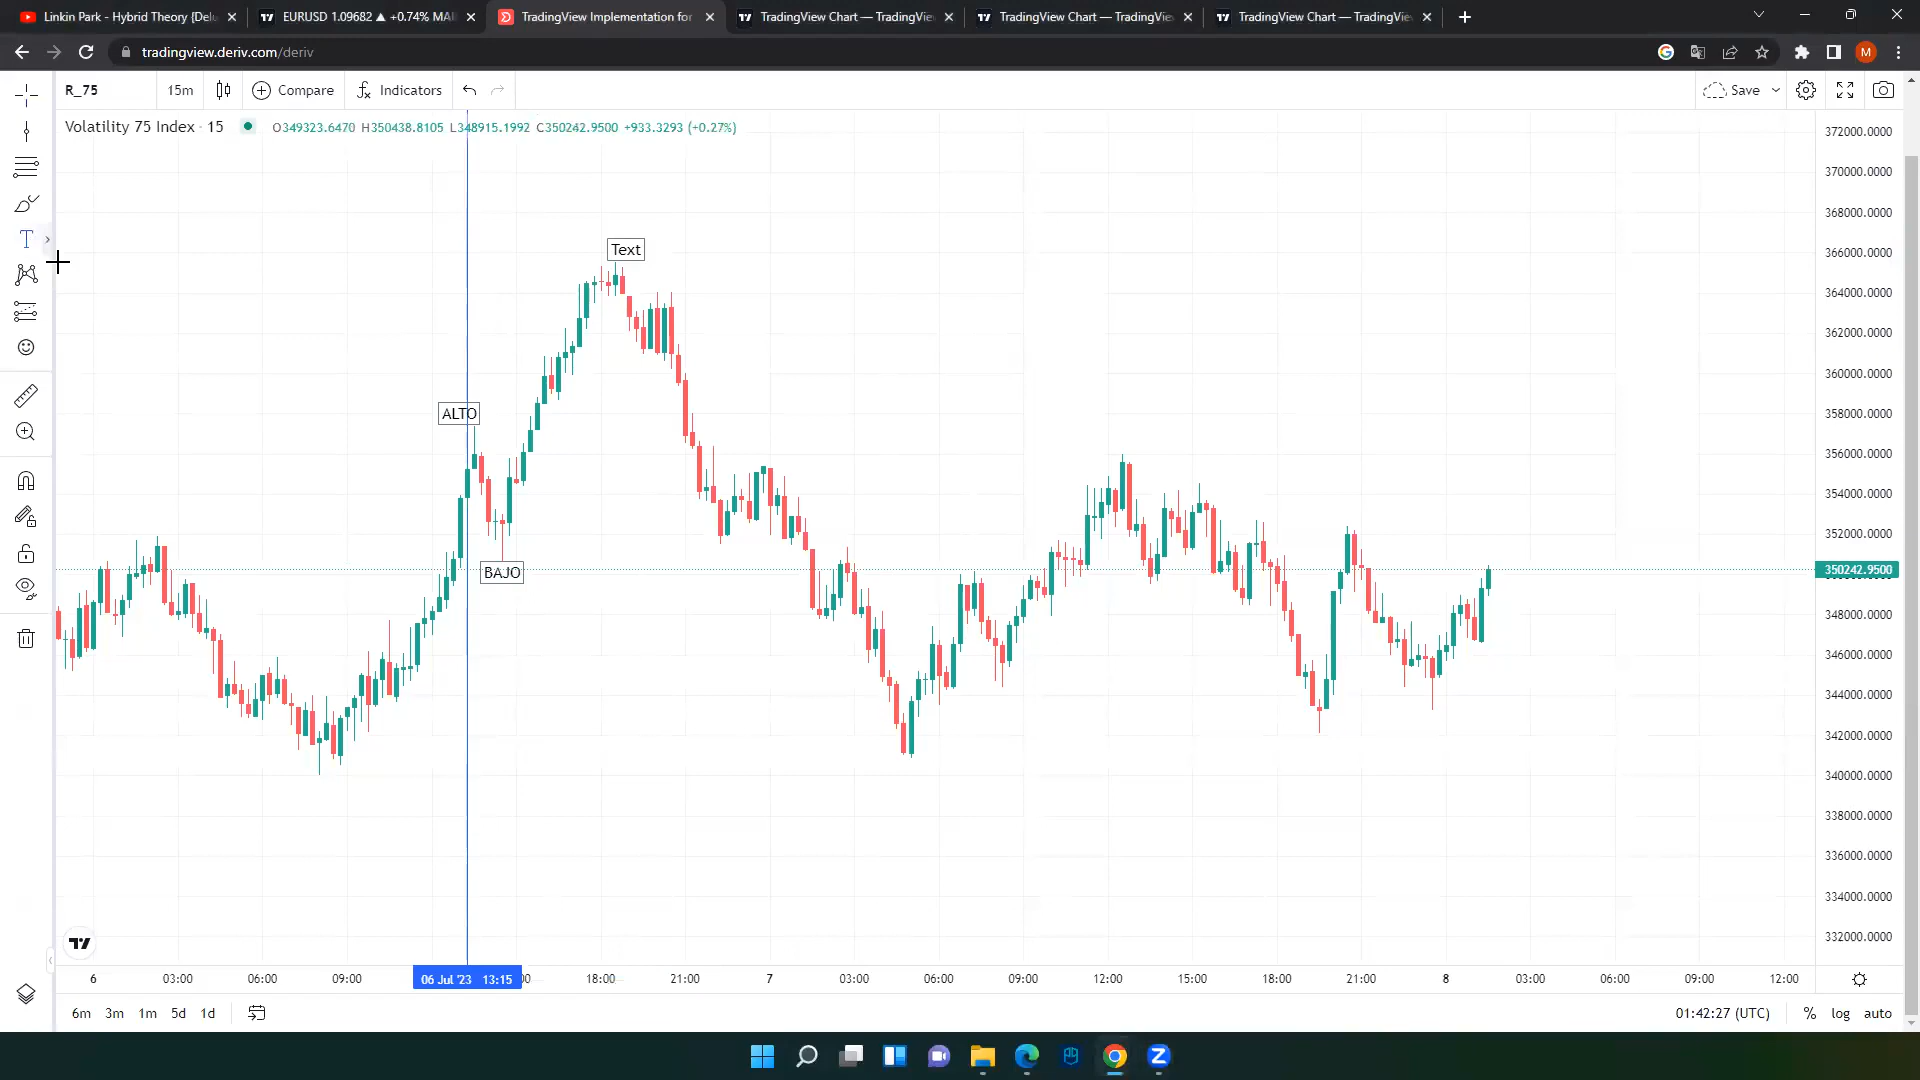 Linkin Park - Hybrid Theory {Delu
EURUSD 1.09682 ▲ +0.74% MAI
TradingView Implementation for
TradingView Chart — TradingVie
TradingView Chart — TradingVie
TradingView Chart — TradingVie
tradingview.deriv.com/deriv
M
R_75
15m
Compare
Indicators
Save
Volatility 75 Index · 15
O349323.6470 H350438.8105 L348915.1992 C350242.9500 +933.3293 (+0.27%)
372000.0000
370000.0000
368000.0000
366000.0000
364000.0000
362000.0000
360000.0000
358000.0000
356000.0000
354000.0000
352000.0000
350242.9500
348000.0000
346000.0000
344000.0000
342000.0000
340000.0000
338000.0000
336000.0000
334000.0000
332000.0000
Text
ALTO
BAJO
6
03:00
06:00
09:00
06 Jul '23 13:15
18:00
21:00
7
03:00
06:00
09:00
12:00
15:00
18:00
21:00
8
03:00
06:00
09:00
12:00
6m
3m
1m
5d
1d
01:42:27 (UTC)
%
log
auto